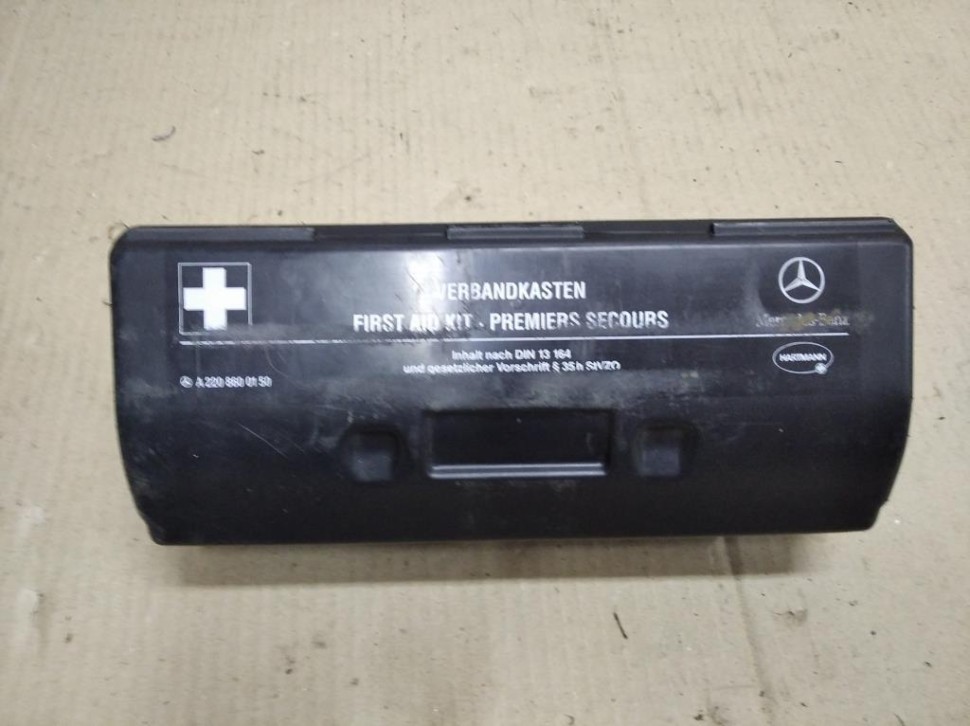 VERBANDKASTEN
FIRST AID KIT - PREMIERS SECOURS
Mercedes-Benz
Inhalt nach DIN 13 164
und gesetzlicher Vorschrift § 35h StVZO
HARTMANN
A 220 860 01 50